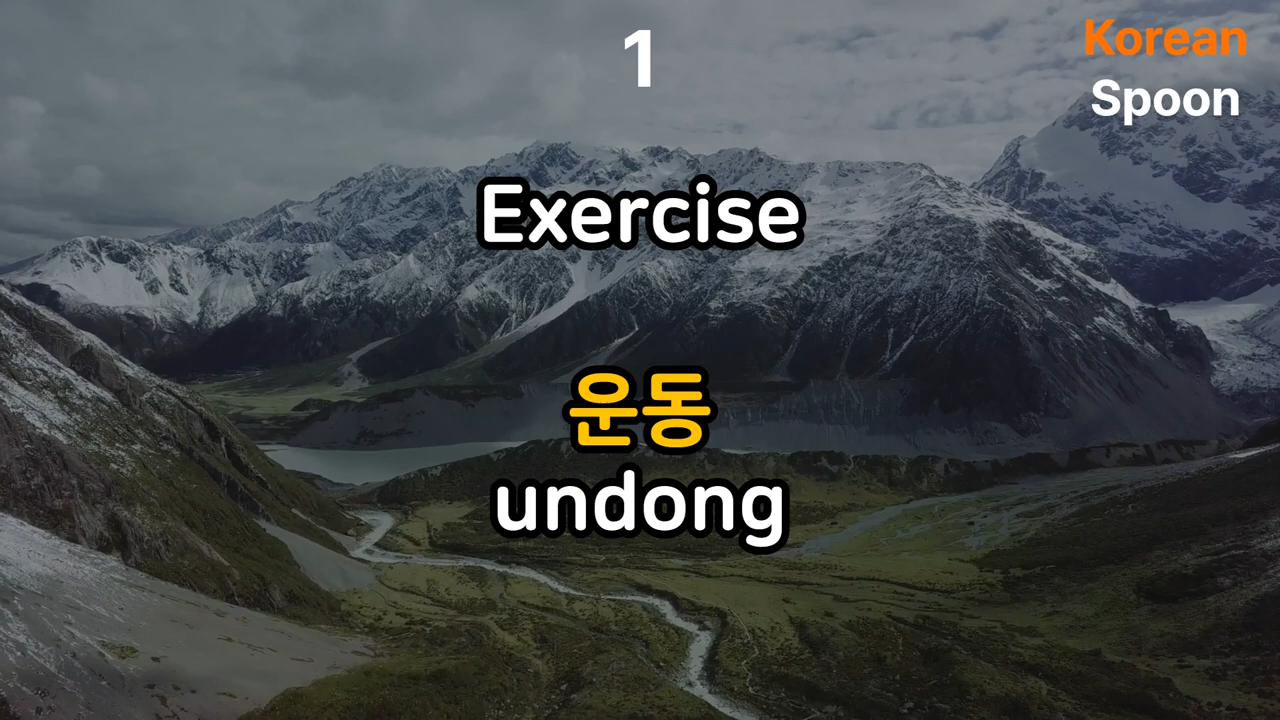 1
Korean
Spoon
Exercise
운동
undong